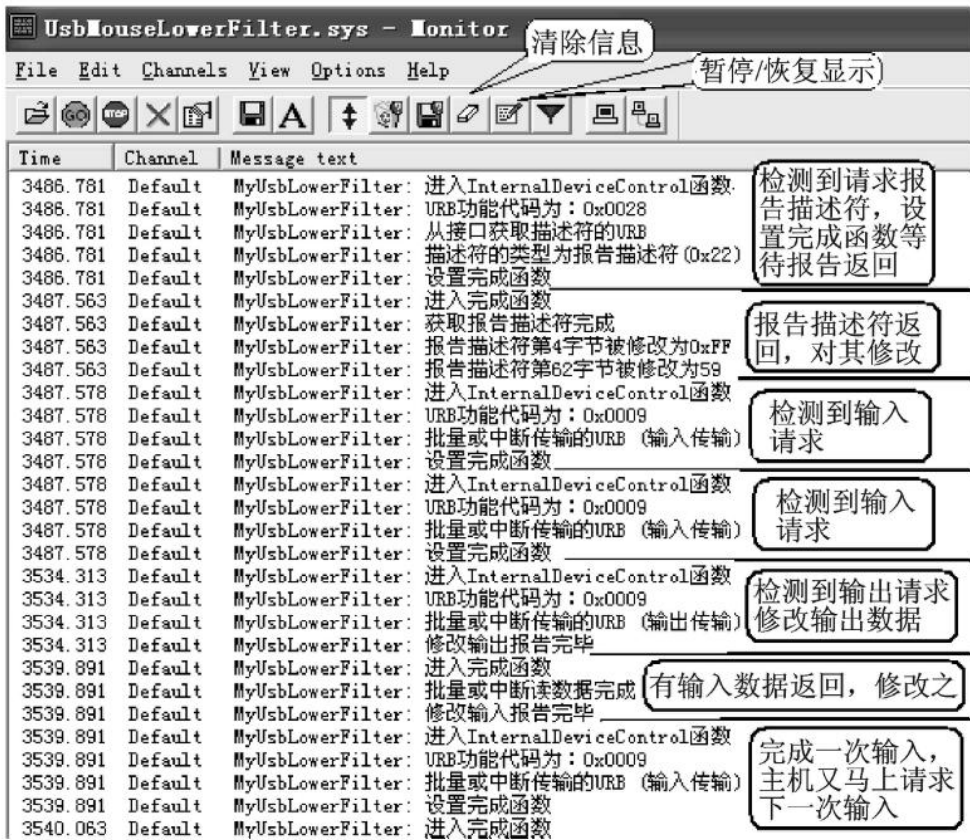 UsbMouseLowerFilter.sys - Monitor
清除信息
File Edit Channels View Options Help
暂停/恢复显示
GO STOP A
Time Channel Message text
3486.781 Default MyUsbLowerFilter: 进入InternalDeviceControl函数.
3486.781 Default MyUsbLowerFilter: URB功能代码为：0x0028
3486.781 Default MyUsbLowerFilter: 从接口获取描述符的URB
3486.781 Default MyUsbLowerFilter: 描述符的类型为报告描述符(0x22)
3486.781 Default MyUsbLowerFilter: 设置完成函数
检测到请求报
告描述符，设
置完成函数等
待报告返回
3487.563 Default MyUsbLowerFilter: 进入完成函数
3487.563 Default MyUsbLowerFilter: 获取报告描述符完成
3487.563 Default MyUsbLowerFilter: 报告描述符第4字节被修改为0xFF
3487.563 Default MyUsbLowerFilter: 报告描述符第62字节被修改为59
报告描述符返
回，对其修改
3487.578 Default MyUsbLowerFilter: 进入InternalDeviceControl函数
3487.578 Default MyUsbLowerFilter: URB功能代码为：0x0009
3487.578 Default MyUsbLowerFilter: 批量或中断传输的URB (输入传输)
3487.578 Default MyUsbLowerFilter: 设置完成函数
检测到输入
请求
3487.578 Default MyUsbLowerFilter: 进入InternalDeviceControl函数
3487.578 Default MyUsbLowerFilter: URB功能代码为：0x0009
3487.578 Default MyUsbLowerFilter: 批量或中断传输的URB (输入传输)
3487.578 Default MyUsbLowerFilter: 设置完成函数
检测到输入
请求
3534.313 Default MyUsbLowerFilter: 进入InternalDeviceControl函数
3534.313 Default MyUsbLowerFilter: URB功能代码为：0x0009
3534.313 Default MyUsbLowerFilter: 批量或中断传输的URB (输出传输)
3534.313 Default MyUsbLowerFilter: 修改输出报告完毕
检测到输出请求
修改输出数据
3539.891 Default MyUsbLowerFilter: 进入完成函数
3539.891 Default MyUsbLowerFilter: 批量或中断读数据完成
3539.891 Default MyUsbLowerFilter: 修改输入报告完毕
有输入数据返回，修改之
3539.891 Default MyUsbLowerFilter: 进入InternalDeviceControl函数
3539.891 Default MyUsbLowerFilter: URB功能代码为：0x0009
3539.891 Default MyUsbLowerFilter: 批量或中断传输的URB (输入传输)
3539.891 Default MyUsbLowerFilter: 设置完成函数
3540.063 Default MyUsbLowerFilter: 进入完成函数
完成一次输入，
主机又马上请求
下一次输入